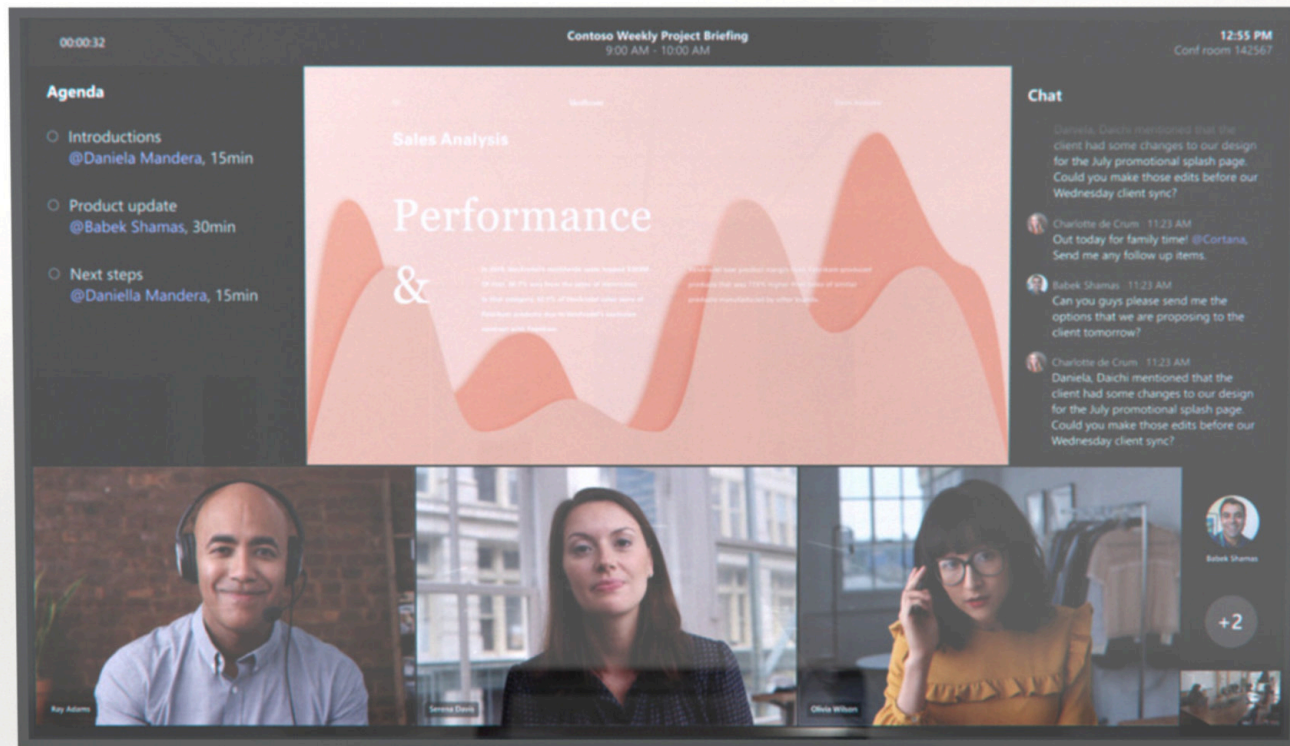 00:00:32
Contoso Weekly Project Briefing
9:00 AM - 10:00 AM
12:55 PM
Conf room 142567
Agenda
Introductions
@Daniela Mandera, 15min
Product update
@Babek Shamas, 30min
Next steps
@Daniella Mandera, 15min
Sales Analysis
Performance
&
Chat
Daniela, Daichi mentioned that the
client had some changes to our design
for the July promotional splash page.
Could you make those edits before our
Wednesday client sync?
Charlotte de Crum 11:23 AM
Out today for family time! @Cortana,
Send me any follow up items.
Babek Shamas 11:23 AM
Can you guys please send me the
options that we are proposing to the
client tomorrow?
Charlotte de Crum 11:23 AM
Daniela, Daichi mentioned that the
client had some changes to our design
for the July promotional splash page.
Could you make those edits before our
Wednesday client sync?
Ray Adams
Serena Davis
Olivia Wilson
Babek Shamas
+2